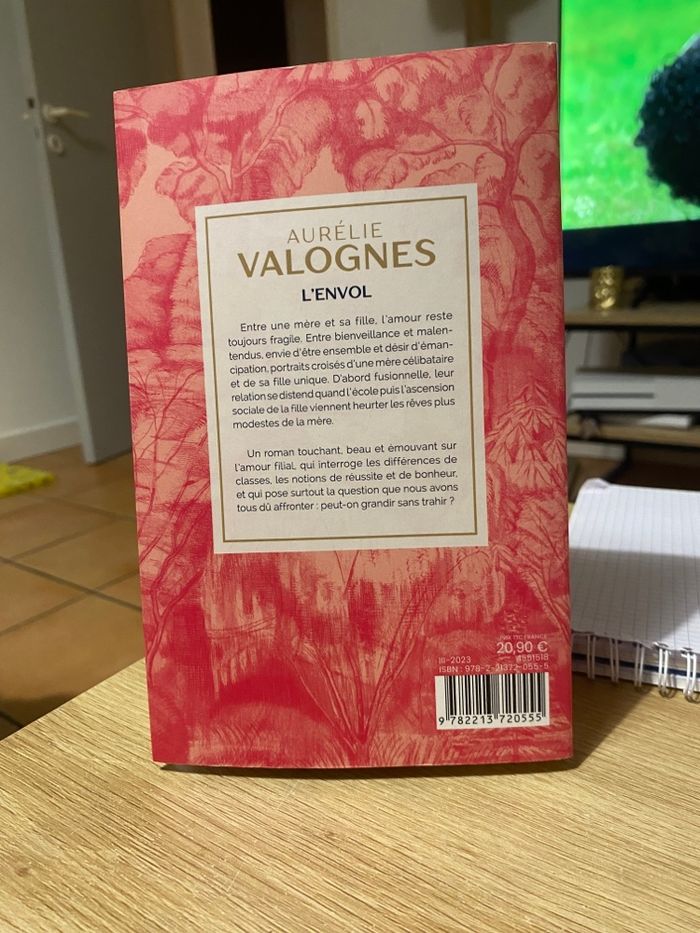 AURÉLIE
VALOGNES
L'ENVOL
Entre une mère et sa fille, l'amour reste
toujours fragile. Entre bienveillance et malen-
tendus, envie d'être ensemble et désir d'éman-
cipation, portraits croisés d'une mère célibataire
et de sa fille unique. D'abord fusionnelle, leur
relation se distend quand l'école puis l'ascension
sociale de la fille viennent heurter les rêves plus
modestes de la mère.
Un roman touchant, beau et émouvant sur
l'amour filial, qui interroge les différences de
classes, les notions de réussite et de bonheur,
et qui pose surtout la question que nous avons
tous dû affronter : peut-on grandir sans trahir ?
PRIX TTC FRANCE
20,90 €
III-2023 4551518
ISBN : 978-2-21372-055-5
9 782213 720555